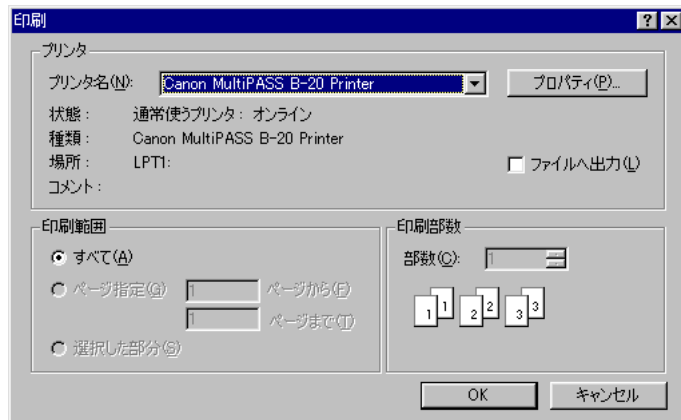 印刷
プリンタ
プリンタ名(N): Canon MultiPASS B-20 Printer プロパティ(P)...
状態： 通常使うプリンタ： オンライン
種類： Canon MultiPASS B-20 Printer
場所： LPT1:
ファイルへ出力(L)
コメント：
印刷範囲
すべて(A)
ページ指定(G) 1 ページから(F)
1 ページまで(T)
選択した部分(S)
印刷部数
部数(C): 1
1 1 2 2 3 3
OK キャンセル